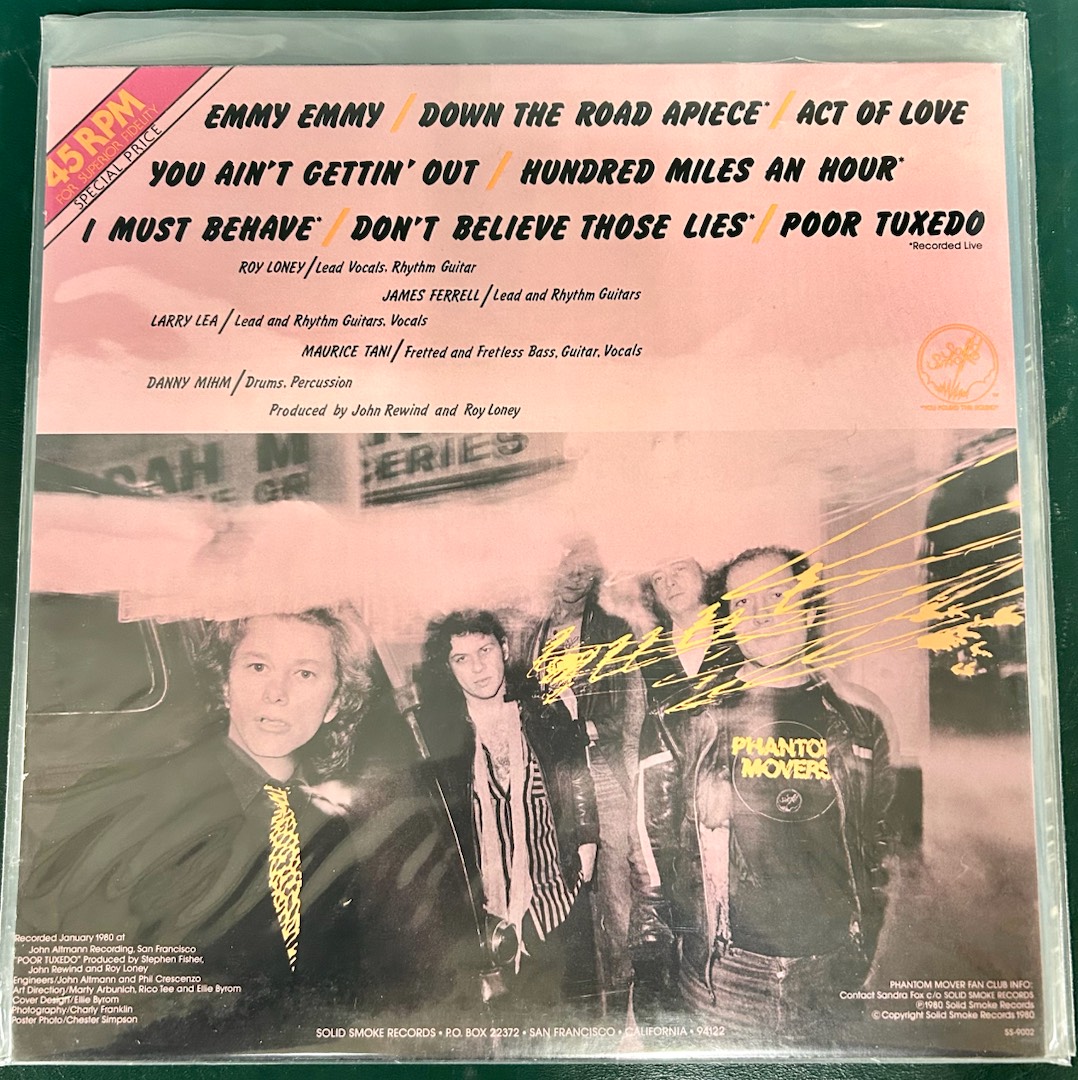 45 RPM
FOR SUPERIOR FIDELITY
SPECIAL PRICE
EMMY EMMY / DOWN THE ROAD APIECE* / ACT OF LOVE
YOU AIN'T GETTIN' OUT / HUNDRED MILES AN HOUR*
I MUST BEHAVE* / DON'T BELIEVE THOSE LIES* / POOR TUXEDO
*Recorded Live
ROY LONEY/Lead Vocals, Rhythm Guitar
JAMES FERRELL/Lead and Rhythm Guitars
LARRY LEA/Lead and Rhythm Guitars, Vocals
MAURICE TANI/Fretted and Fretless Bass, Guitar, Vocals
DANNY MIHM/Drums, Percussion
Produced by John Rewind and Roy Loney
DAH M
ERIES
PHANTO
MOVERS
Recorded January 1980 at
John Altmann Recording, San Francisco
"POOR TUXEDO" Produced by Stephen Fisher,
John Rewind and Roy Loney
Engineers/John Altmann and Phil Crescenzo
Art Direction/Marty Arbunich, Rico Tee and Ellie Byrom
Cover Design/Ellie Byrom
Photography/Charly Franklin
Poster Photo/Chester Simpson
SOLID SMOKE RECORDS • P.O. BOX 22372 • SAN FRANCISCO • CALIFORNIA • 94122
PHANTOM MOVER FAN CLUB INFO:
Contact Sandra Fox c/o SOLID SMOKE RECORDS
℗1980 Solid Smoke Records
©Copyright Solid Smoke Records 1980
SS-9002